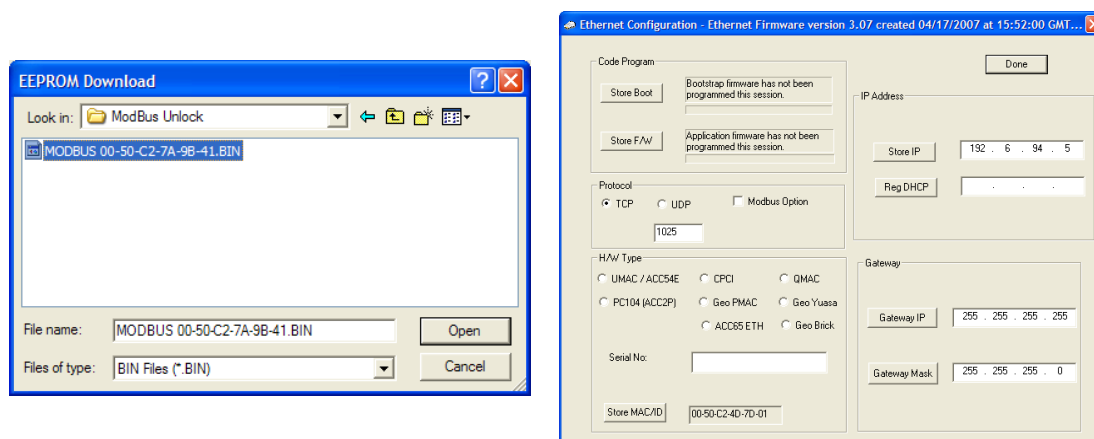 EEPROM Download
Look in: ModBus Unlock
MODBUS 00-50-C2-7A-9B-41.BIN
File name: MODBUS 00-50-C2-7A-9B-41.BIN Open
Files of type: BIN Files (*.BIN) Cancel
Ethernet Configuration - Ethernet Firmware version 3.07 created 04/17/2007 at 15:52:00 GMT...
Done
Code Program
Store Boot
Bootstrap firmware has not been
programmed this session.
Store F/W
Application firmware has not been
programmed this session.
Protocol
TCP UDP Modbus Option
1025
H/W Type
UMAC / ACC54E CPCI QMAC
PC104 (ACC2P) Geo PMAC Geo Yuasa
ACC65 ETH Geo Brick
Serial No:
Store MAC/ID 00-50-C2-4D-7D-01
IP Address
Store IP 192 . 6 . 94 . 5
Reg DHCP . . .
Gateway
Gateway IP 255 . 255 . 255 . 255
Gateway Mask 255 . 255 . 255 . 0